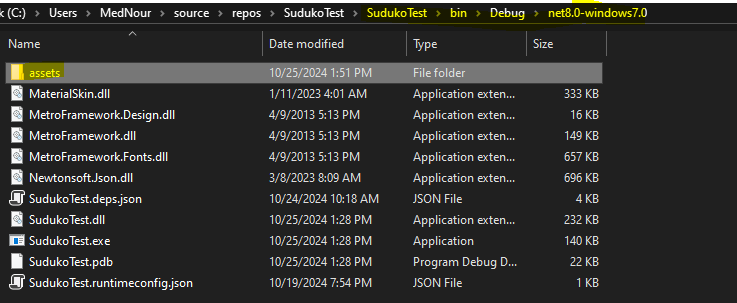 k (C:) > Users > MedNour > source > repos > SudukoTest > SudukoTest > bin > Debug > net8.0-windows7.0
Name Date modified Type Size
assets 10/25/2024 1:51 PM File folder
MaterialSkin.dll 1/11/2023 4:01 AM Application exten... 333 KB
MetroFramework.Design.dll 4/9/2013 5:13 PM Application exten... 16 KB
MetroFramework.dll 4/9/2013 5:13 PM Application exten... 149 KB
MetroFramework.Fonts.dll 4/9/2013 5:13 PM Application exten... 657 KB
Newtonsoft.Json.dll 3/8/2023 8:09 AM Application exten... 696 KB
SudukoTest.deps.json 10/24/2024 10:18 AM JSON File 4 KB
SudukoTest.dll 10/25/2024 1:28 PM Application exten... 232 KB
SudukoTest.exe 10/25/2024 1:28 PM Application 140 KB
SudukoTest.pdb 10/25/2024 1:28 PM Program Debug D... 22 KB
SudukoTest.runtimeconfig.json 10/19/2024 7:54 PM JSON File 1 KB